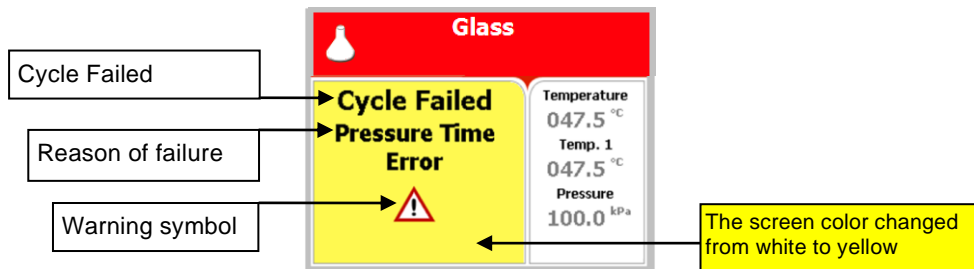 Glass
Cycle Failed
Reason of failure
Warning symbol
Cycle Failed
Pressure Time
Error
Temperature
047.5 °C
Temp. 1
047.5 °C
Pressure
100.0 kPa
The screen color changed
from white to yellow